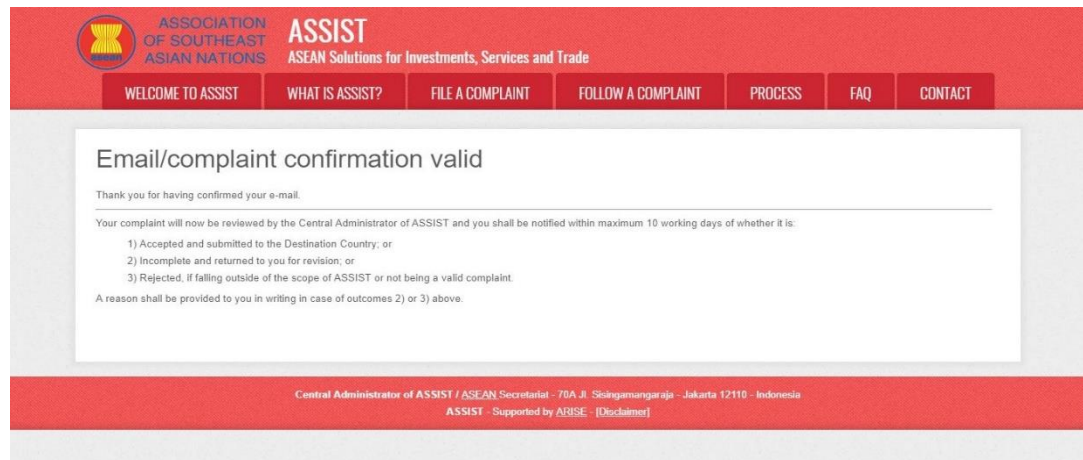 ASSOCIATION
OF SOUTHEAST
ASIAN NATIONS
asean
ASSIST
ASEAN Solutions for Investments, Services and Trade
WELCOME TO ASSIST WHAT IS ASSIST? FILE A COMPLAINT FOLLOW A COMPLAINT PROCESS FAQ CONTACT
Email/complaint confirmation valid
Thank you for having confirmed your e-mail.
Your complaint will now be reviewed by the Central Administrator of ASSIST and you shall be notified within maximum 10 working days of whether it is:
1) Accepted and submitted to the Destination Country; or
2) Incomplete and returned to you for revision; or
3) Rejected, if falling outside of the scope of ASSIST or not being a valid complaint.
A reason shall be provided to you in writing in case of outcomes 2) or 3) above.
Central Administrator of ASSIST / ASEAN Secretariat - 70A Jl. Sisingamangaraja - Jakarta 12110 - Indonesia
ASSIST - Supported by ARISE - [Disclaimer]